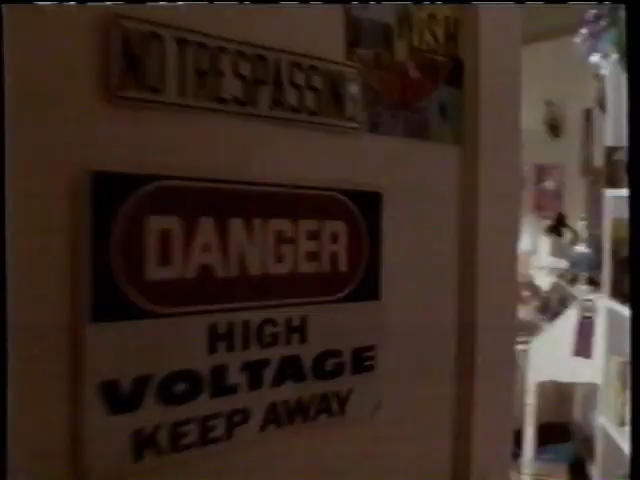 NO TRESPASSING
DANGER
HIGH
VOLTAGE
KEEP AWAY